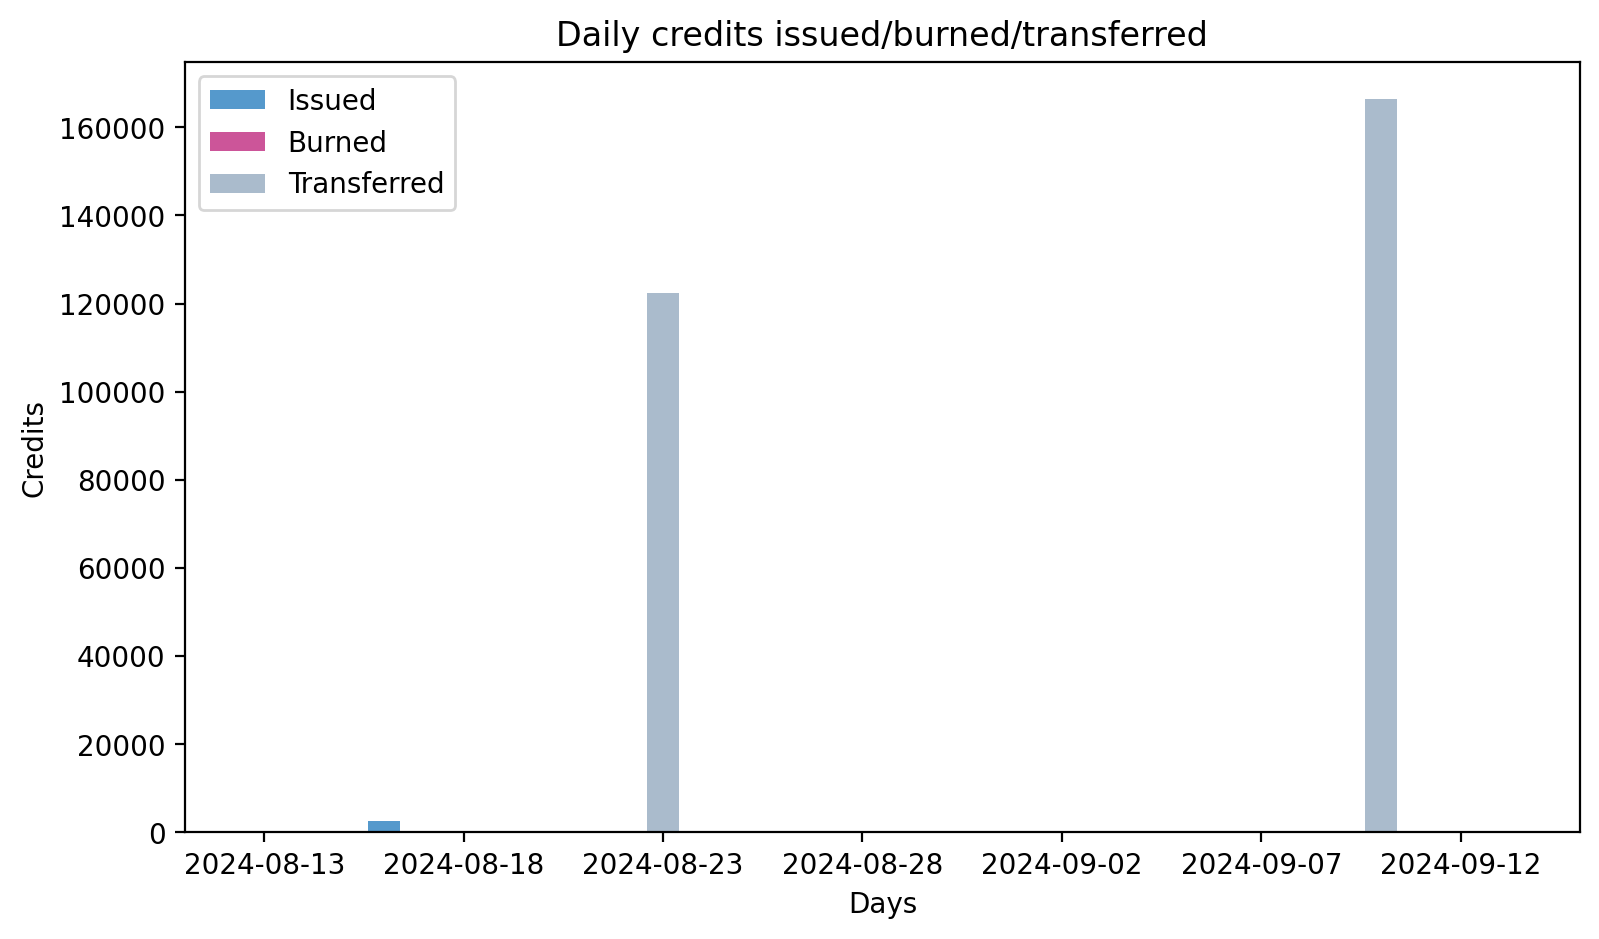 Daily credits issued/burned/transferred
Issued
Burned
Transferred
160000
140000
120000
100000
80000
60000
40000
20000
0
Credits
2024-08-13 2024-08-18 2024-08-23 2024-08-28 2024-09-02 2024-09-07 2024-09-12
Days